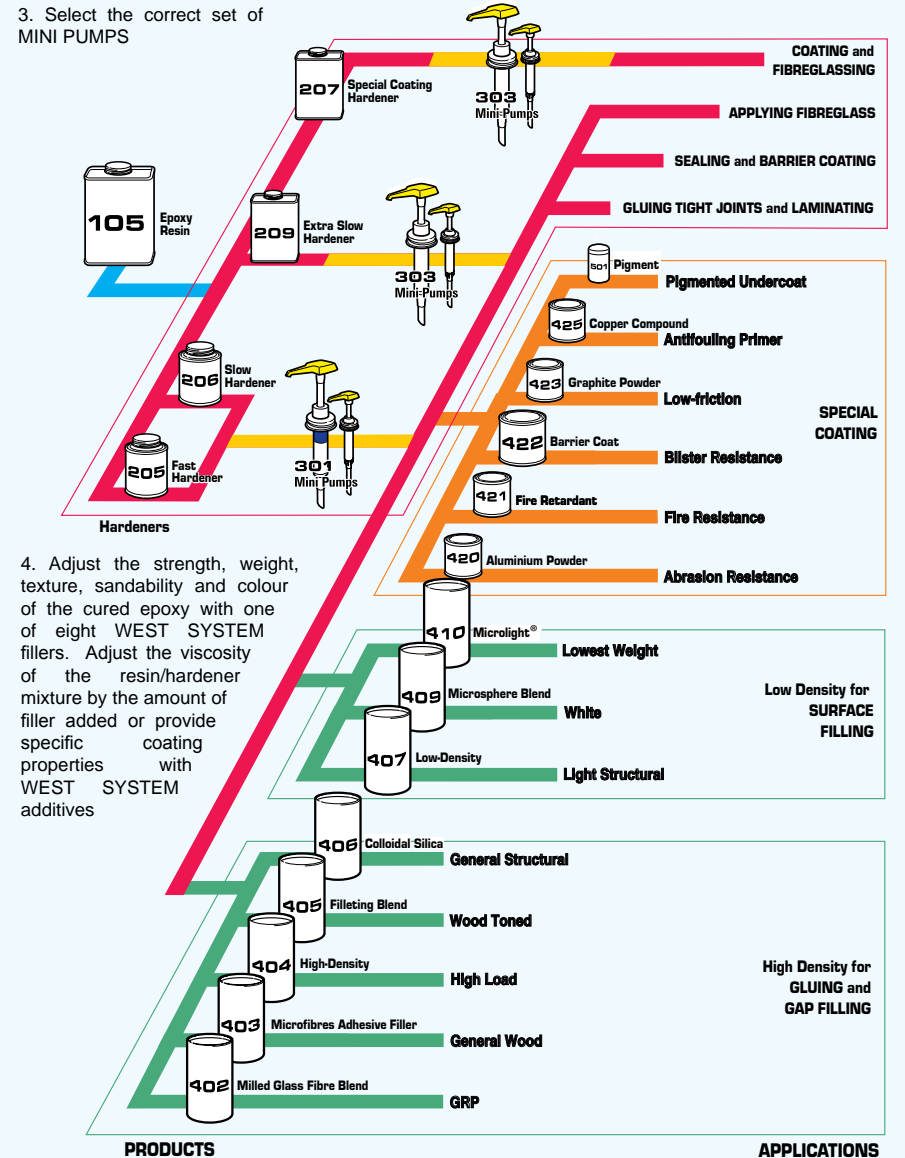 3. Select the correct set of
MINI PUMPS
COATING and
FIBREGLASSING
207
Special Coating
Hardener
303
Mini-Pumps
APPLYING FIBREGLASS
SEALING and BARRIER COATING
GLUING TIGHT JOINTS and LAMINATING
105
Epoxy
Resin
209
Extra Slow
Hardener
303
Mini-Pumps
501
Pigment
Pigmented Undercoat
425
Copper Compound
Antifouling Primer
423
Graphite Powder
Low-friction
SPECIAL
COATING
422
Barrier Coat
Blister Resistance
421
Fire Retardant
Fire Resistance
420
Aluminium Powder
Abrasion Resistance
206
Slow
Hardener
205
Fast
Hardener
301
Mini Pumps
Hardeners
4. Adjust the strength, weight,
texture, sandability and colour
of the cured epoxy with one
of eight WEST SYSTEM
fillers. Adjust the viscosity
of the resin/hardener
mixture by the amount of
filler added or provide
specific coating
properties with
WEST SYSTEM
additives
410
Microlight®
Lowest Weight
409
Microsphere Blend
White
407
Low-Density
Light Structural
Low Density for
SURFACE
FILLING
406
Colloidal Silica
General Structural
405
Filleting Blend
Wood Toned
404
High-Density
High Load
403
Microfibres Adhesive Filler
General Wood
402
Milled Glass Fibre Blend
GRP
High Density for
GLUING and
GAP FILLING
PRODUCTS
APPLICATIONS